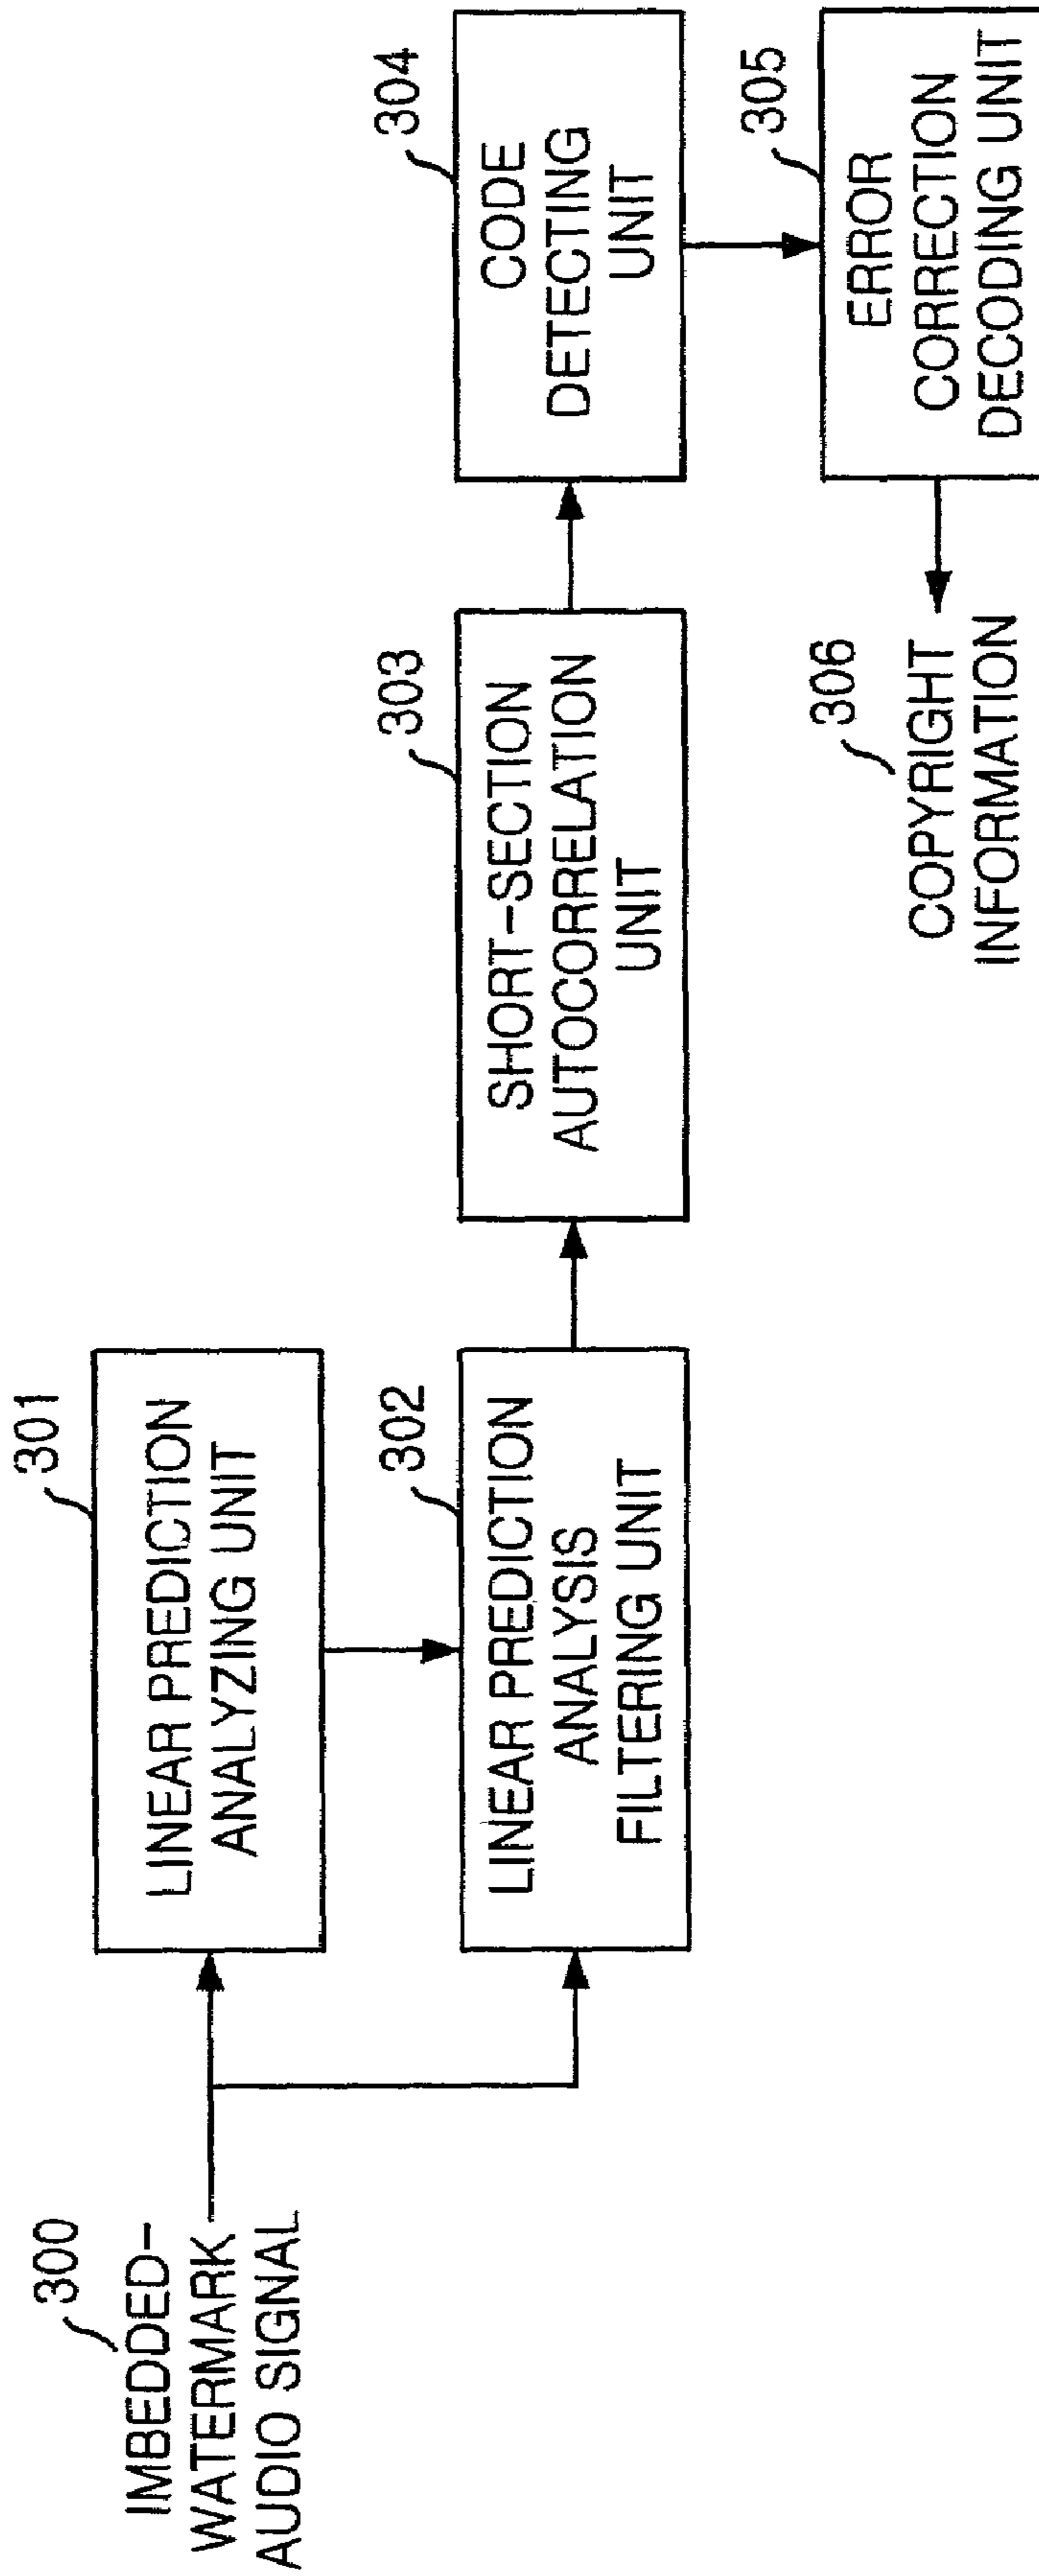 300
IMBEDDED-
WATERMARK
AUDIO SIGNAL
301
LINEAR PREDICTION
ANALYZING UNIT
302
LINEAR PREDICTION
ANALYSIS
FILTERING UNIT
303
SHORT-SECTION
AUTOCORRELATION
UNIT
304
CODE
DETECTING
UNIT
305
ERROR
CORRECTION
DECODING UNIT
306
COPYRIGHT
INFORMATION